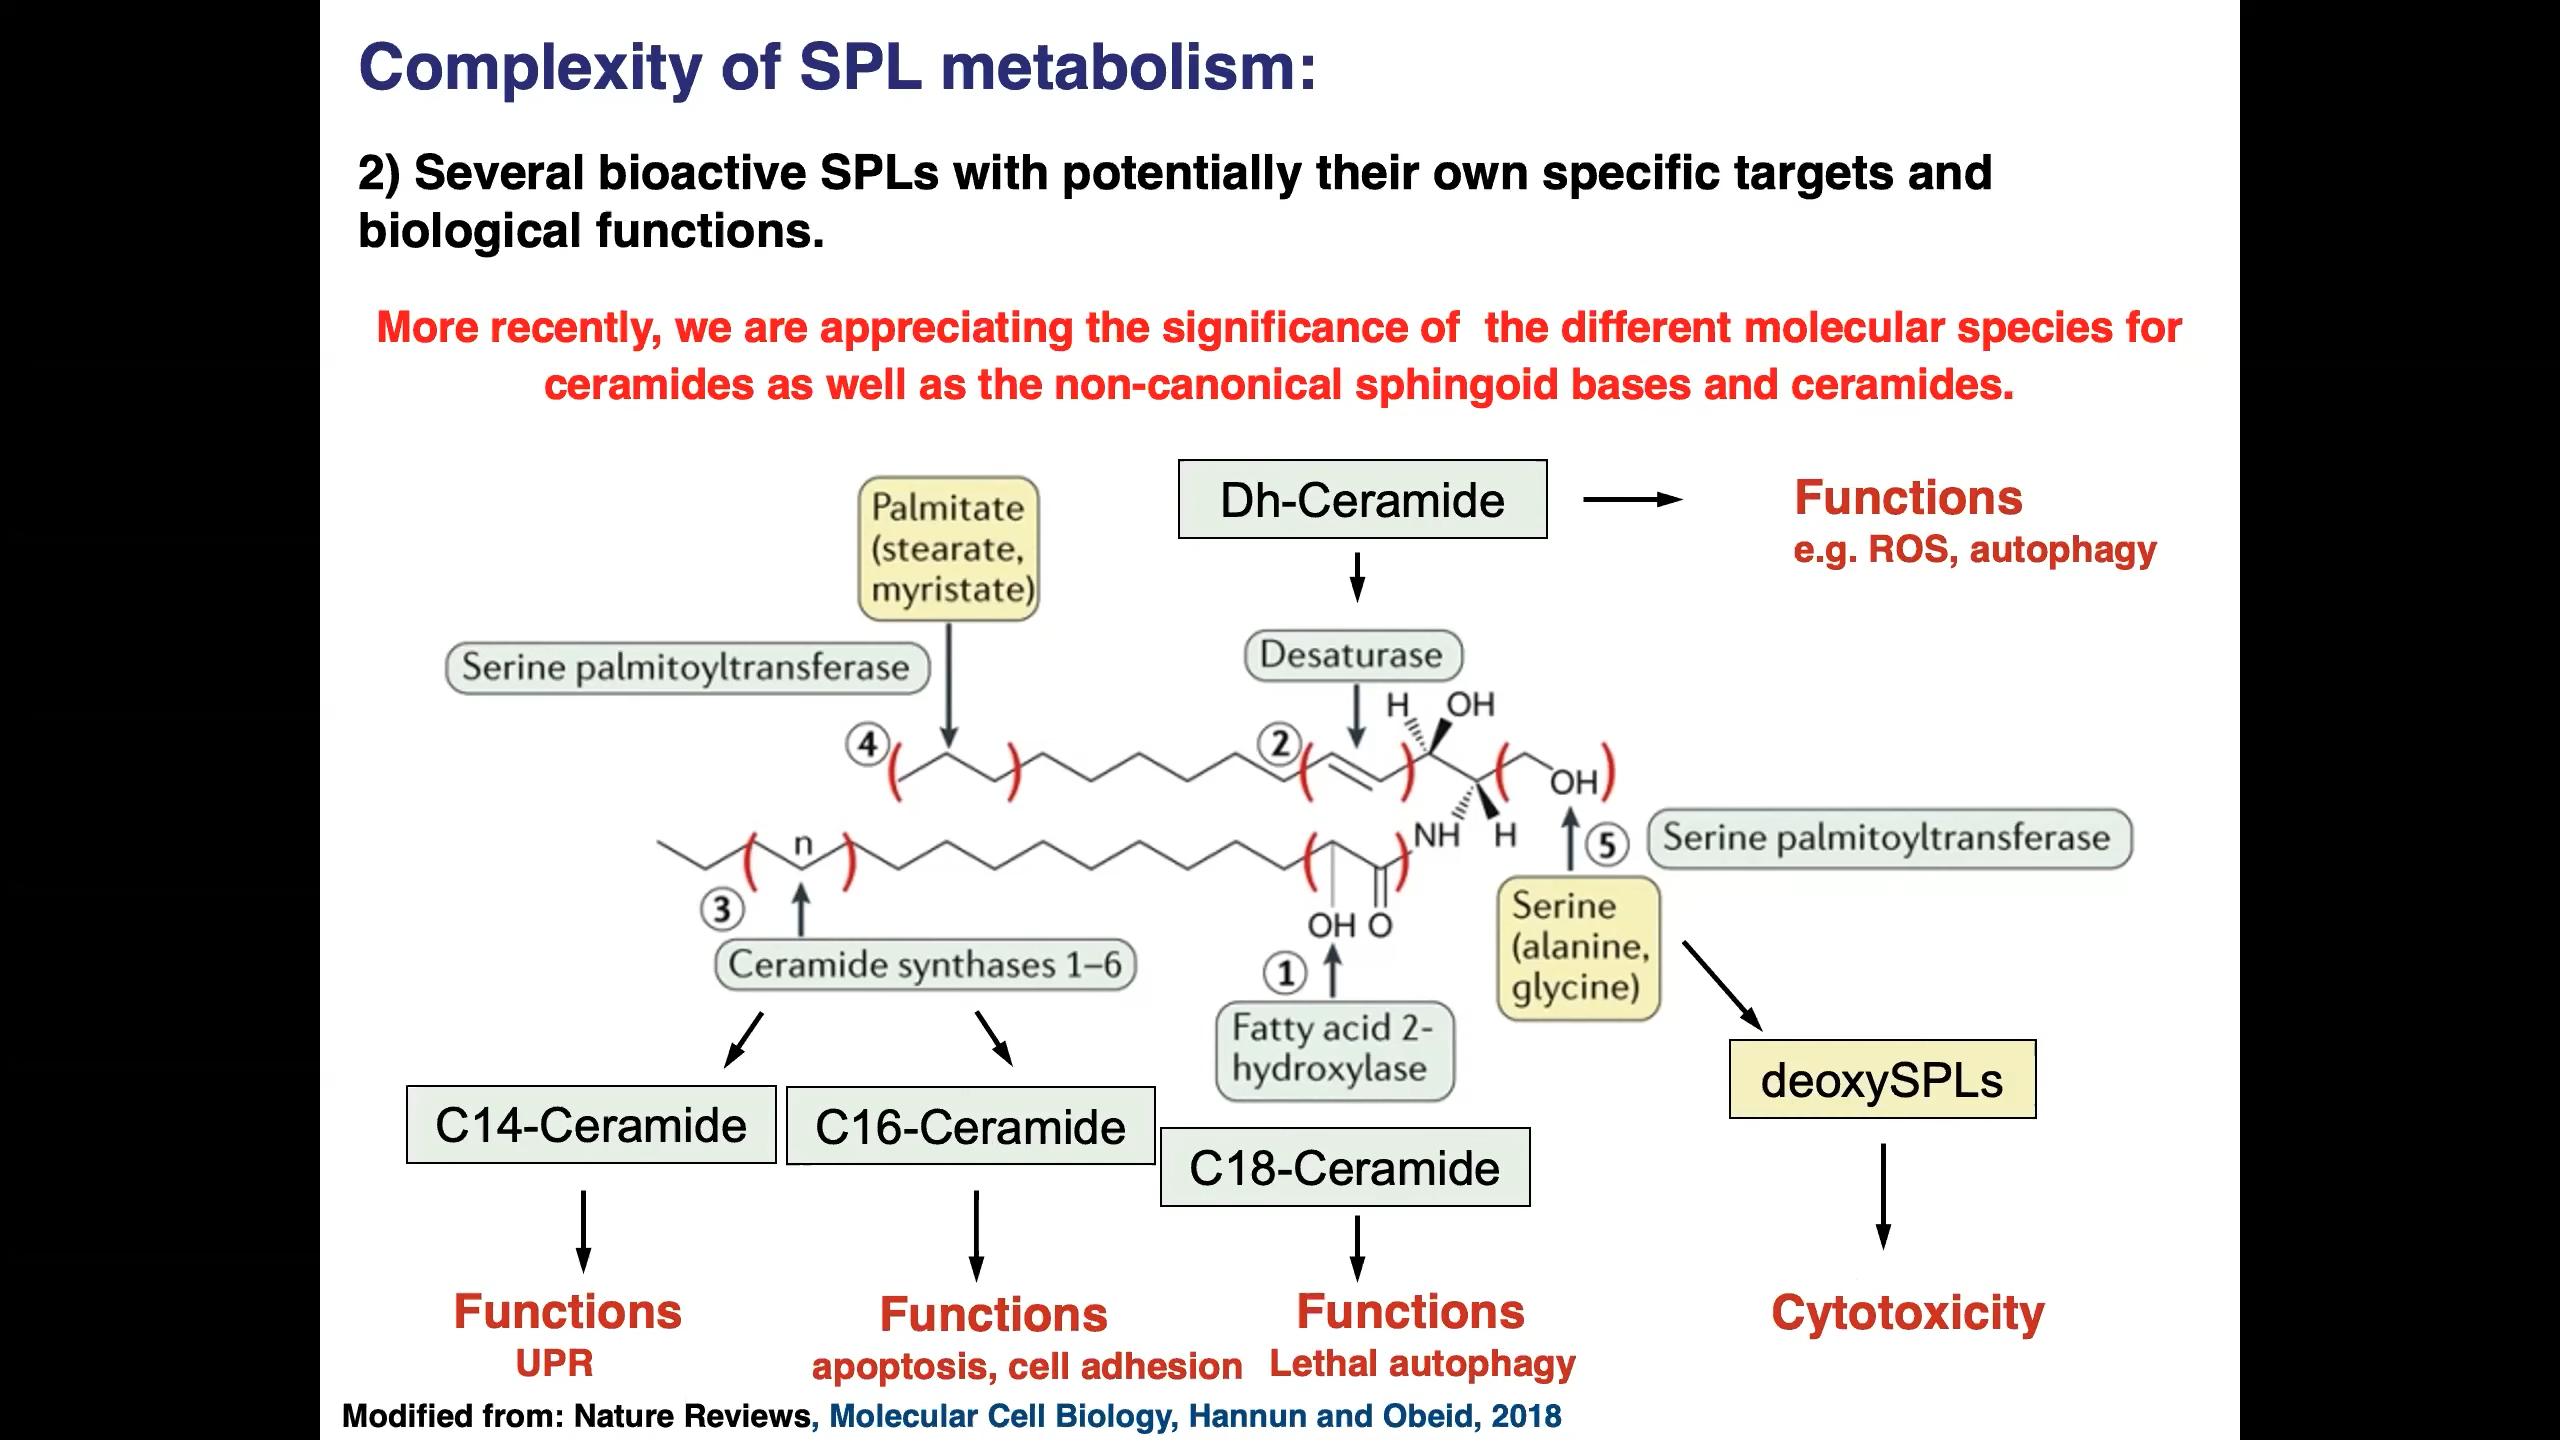 Complexity of SPL metabolism:
2) Several bioactive SPLs with potentially their own specific targets and
biological functions.
More recently, we are appreciating the significance of  the different molecular species for
ceramides as well as the non-canonical sphingoid bases and ceramides.
Palmitate
(stearate,
myristate)
Dh-Ceramide
Functions
e.g. ROS, autophagy
Serine palmitoyltransferase
Desaturase
H OH
4
2
OH
NH H
n
5
Serine palmitoyltransferase
3
OH O
Serine
(alanine,
glycine)
Ceramide synthases 1–6
1
Fatty acid 2-
hydroxylase
deoxySPLs
C14-Ceramide
C16-Ceramide
C18-Ceramide
Functions
UPR
Functions
apoptosis, cell adhesion
Functions
Lethal autophagy
Cytotoxicity
Modified from: Nature Reviews, Molecular Cell Biology, Hannun and Obeid, 2018